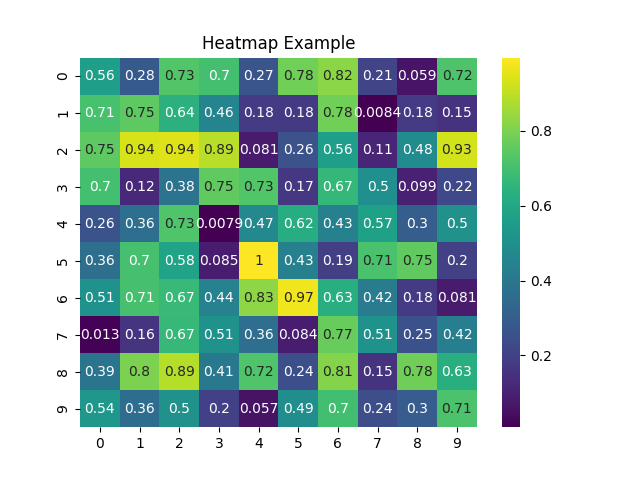 Heatmap Example
0 0.56 0.28 0.73 0.7 0.27 0.78 0.82 0.21 0.059 0.72
1 0.71 0.75 0.64 0.46 0.18 0.18 0.78 0.0084 0.18 0.15
2 0.75 0.94 0.94 0.89 0.081 0.26 0.56 0.11 0.48 0.93
3 0.7 0.12 0.38 0.75 0.73 0.17 0.67 0.5 0.099 0.22
4 0.26 0.36 0.73 0.0079 0.47 0.62 0.43 0.57 0.3 0.5
5 0.36 0.7 0.58 0.085 1 0.43 0.19 0.71 0.75 0.2
6 0.51 0.71 0.67 0.44 0.83 0.97 0.63 0.42 0.18 0.081
7 0.013 0.16 0.67 0.51 0.36 0.084 0.77 0.51 0.25 0.42
8 0.39 0.8 0.89 0.41 0.72 0.24 0.81 0.15 0.78 0.63
9 0.54 0.36 0.5 0.2 0.057 0.49 0.7 0.24 0.3 0.71
0 1 2 3 4 5 6 7 8 9
0.8
0.6
0.4
0.2